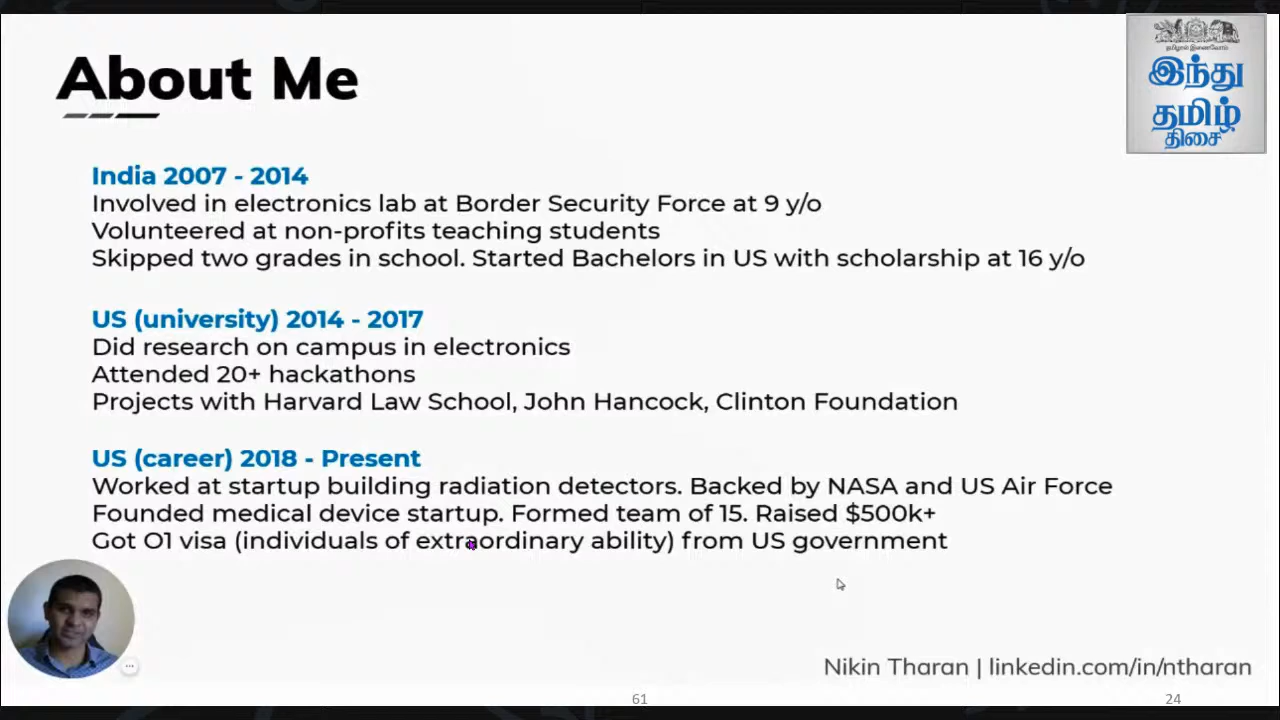 About Me
தமிழால் இணைவோம்
இந்து
தமிழ்
திசை
India 2007 - 2014
Involved in electronics lab at Border Security Force at 9 y/o
Volunteered at non-profits teaching students
Skipped two grades in school. Started Bachelors in US with scholarship at 16 y/o
US (university) 2014 - 2017
Did research on campus in electronics
Attended 20+ hackathons
Projects with Harvard Law School, John Hancock, Clinton Foundation
US (career) 2018 - Present
Worked at startup building radiation detectors. Backed by NASA and US Air Force
Founded medical device startup. Formed team of 15. Raised $500k+
Got O1 visa (individuals of extraordinary ability) from US government
Nikin Tharan | linkedin.com/in/ntharan
61
24